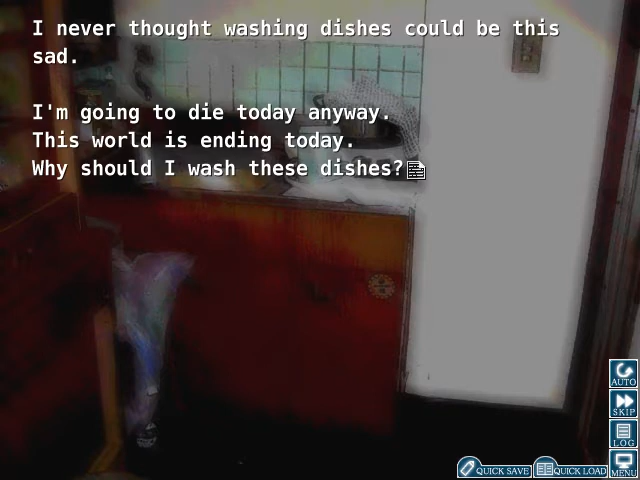 I never thought washing dishes could be this
sad.
I'm going to die today anyway.
This world is ending today.
Why should I wash these dishes?
AUTO
SKIP
LOG
QUICK SAVE
QUICK LOAD
MENU